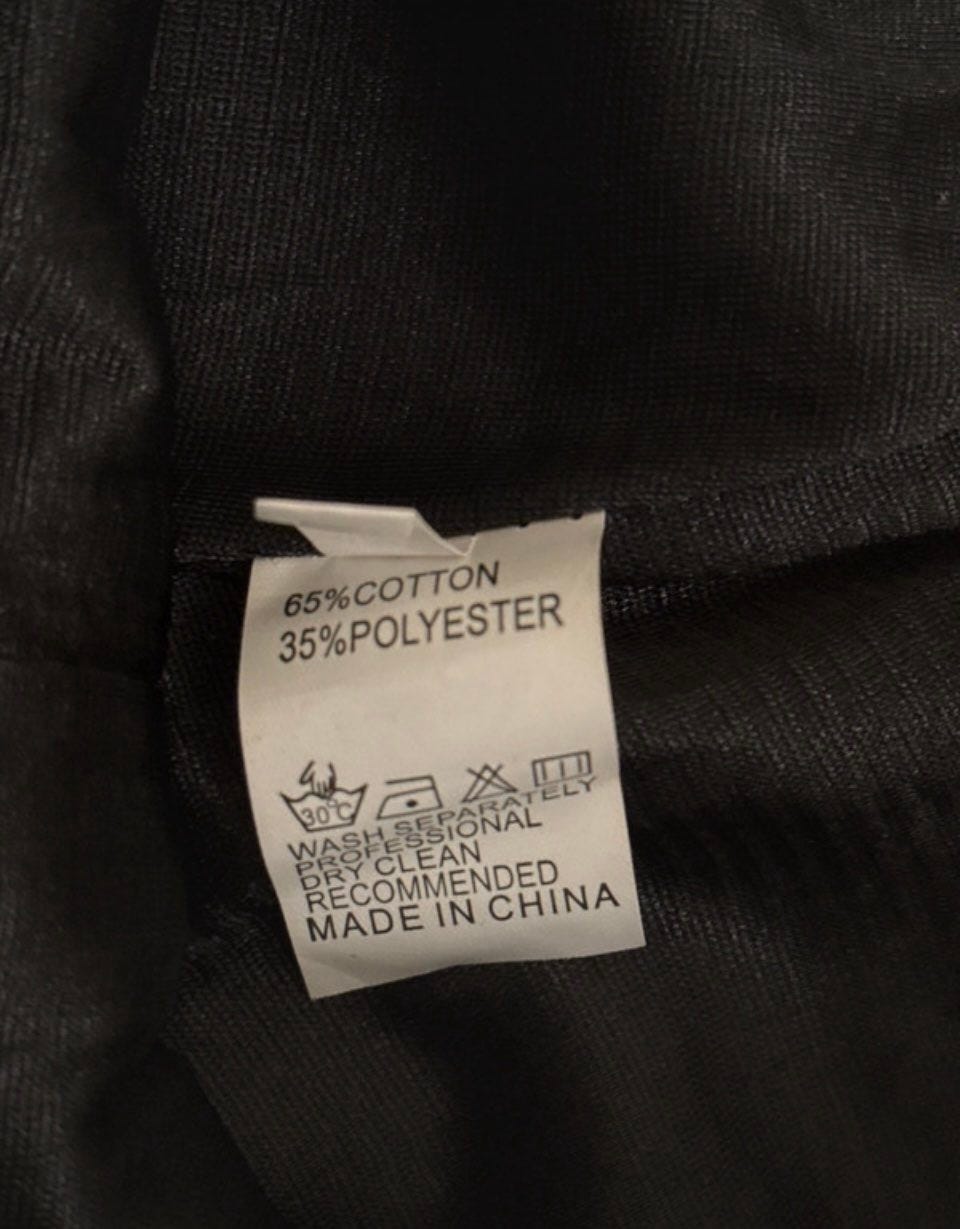 65%COTTON
35%POLYESTER
30°C
WASH SEPARATELY
PROFESSIONAL
DRY CLEAN
RECOMMENDED
MADE IN CHINA